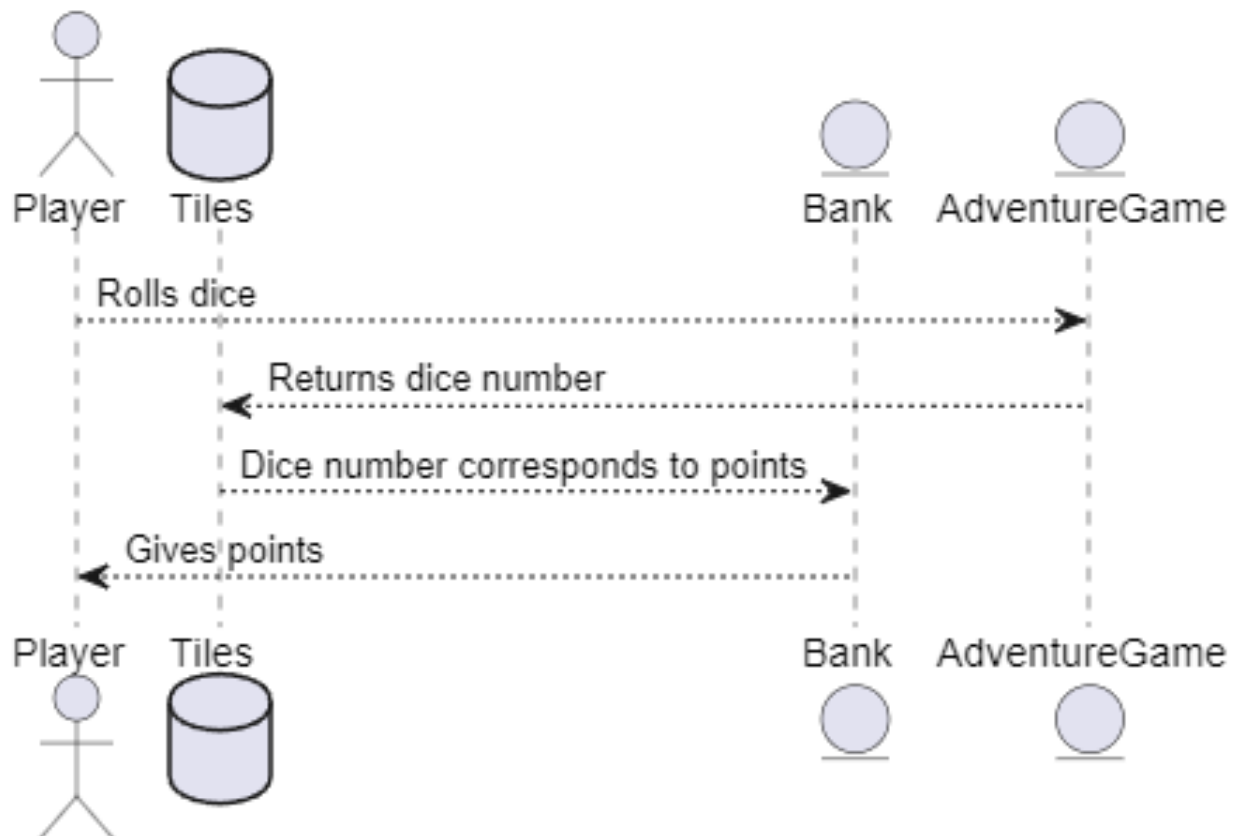 Player Tiles Bank AdventureGame
Rolls dice
Returns dice number
Dice number corresponds to points
Gives points
Player Tiles Bank AdventureGame